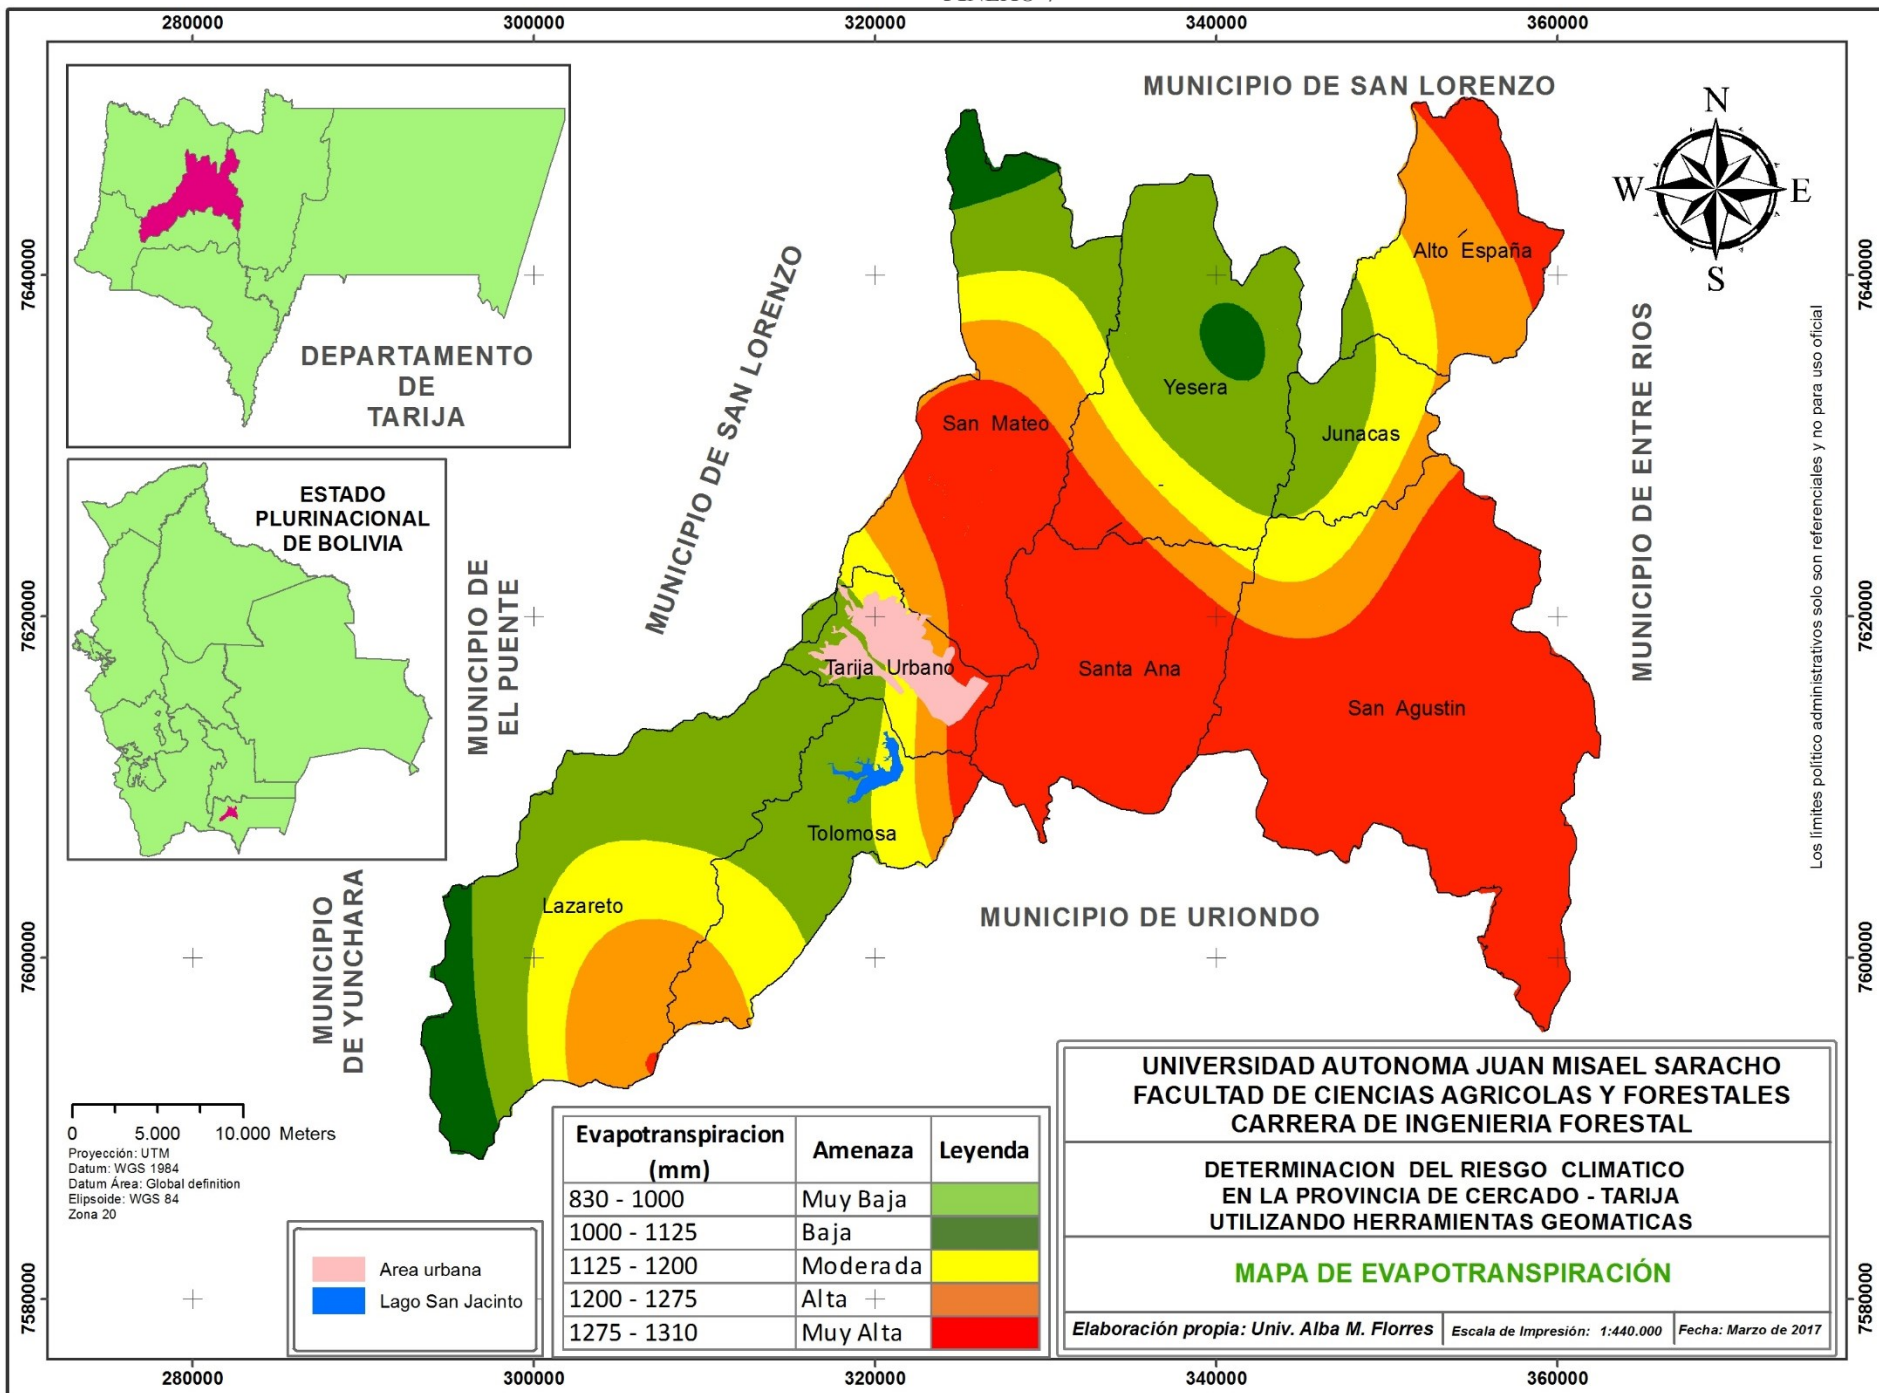 280000 300000 320000 340000 360000
MUNICIPIO DE SAN LORENZO
N
W E
S
7640000
7620000
7600000
7580000
7640000
7620000
7600000
7580000
DEPARTAMENTO
DE
TARIJA
ESTADO
PLURINACIONAL
DE BOLIVIA
MUNICIPIO DE SAN LORENZO
MUNICIPIO DE
EL PUENTE
MUNICIPIO
DE YUNCHARA
MUNICIPIO DE ENTRE RIOS
MUNICIPIO DE URIONDO
Los límites político administrativos solo son referenciales y no para uso oficial
Alto España
Yesera
San Mateo
Junacas
Tarija Urbano
Santa Ana
San Agustin
Tolomosa
Lazareto
0 5.000 10.000 Meters
Proyección: UTM
Datum: WGS 1984
Datum Área: Global definition
Elipsoide: WGS 84
Zona 20
Area urbana
Lago San Jacinto
Evapotranspiracion (mm) Amenaza Leyenda
830 - 1000 Muy Baja
1000 - 1125 Baja
1125 - 1200 Moderada
1200 - 1275 Alta
1275 - 1310 Muy Alta
UNIVERSIDAD AUTONOMA JUAN MISAEL SARACHO
FACULTAD DE CIENCIAS AGRICOLAS Y FORESTALES
CARRERA DE INGENIERIA FORESTAL
DETERMINACION DEL RIESGO CLIMATICO
EN LA PROVINCIA DE CERCADO - TARIJA
UTILIZANDO HERRAMIENTAS GEOMATICAS
MAPA DE EVAPOTRANSPIRACIÓN
Elaboración propia: Univ. Alba M. Florres Escala de Impresión: 1:440.000 Fecha: Marzo de 2017
280000 300000 320000 340000 360000